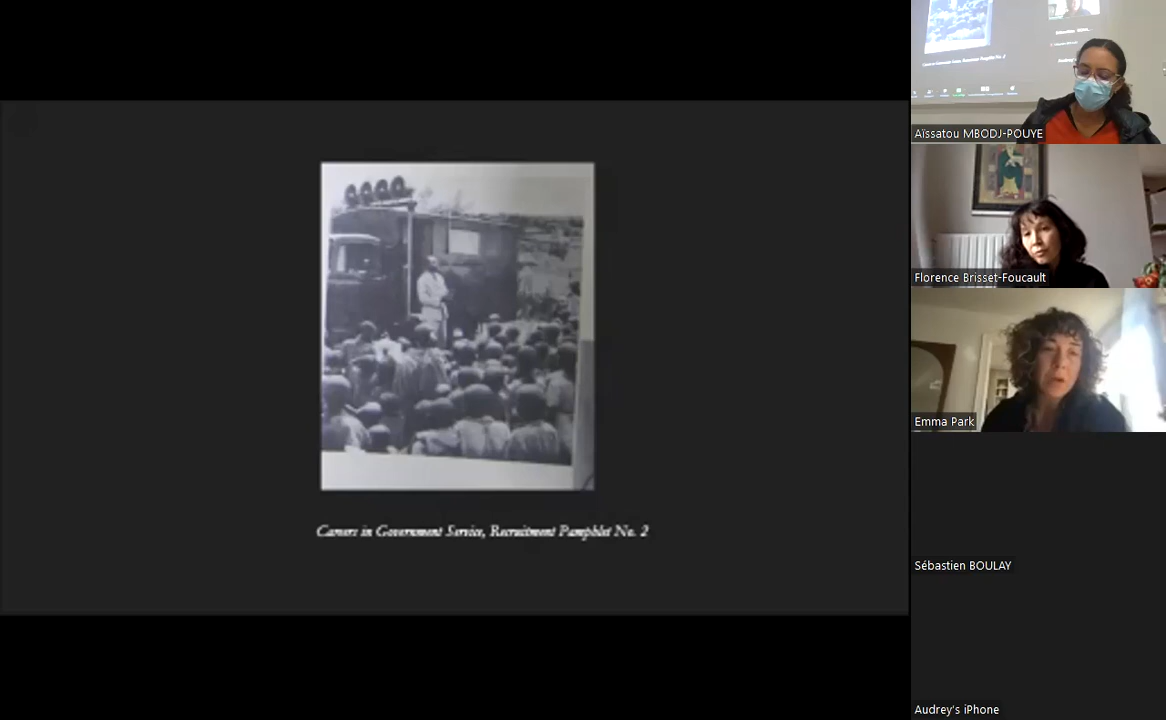 Careers in Government Service, Recruitment Pamphlet No. 2
Aïssatou MBODJ-POUYE
Florence Brisset-Foucault
Emma Park
Sébastien BOULAY
Audrey's iPhone